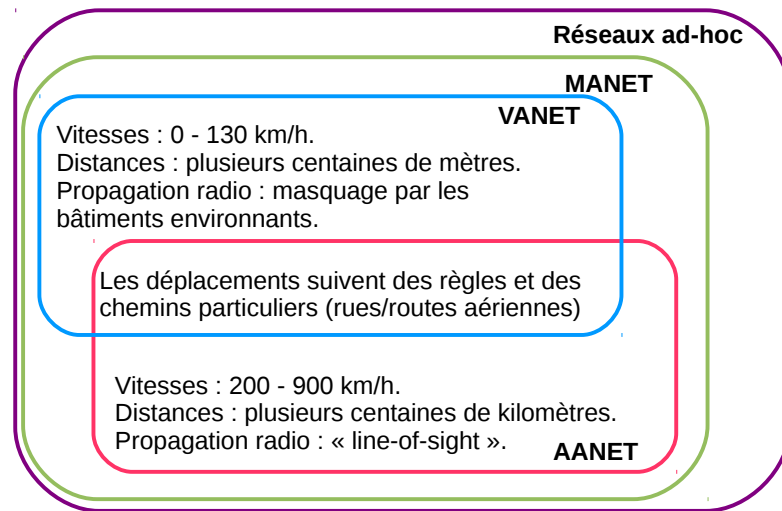 Réseaux ad-hoc
MANET
VANET
Vitesses : 0 - 130 km/h.
Distances : plusieurs centaines de mètres.
Propagation radio : masquage par les
bâtiments environnants.
Les déplacements suivent des règles et des
chemins particuliers (rues/routes aériennes)
Vitesses : 200 - 900 km/h.
Distances : plusieurs centaines de kilomètres.
Propagation radio : « line-of-sight ».
AANET